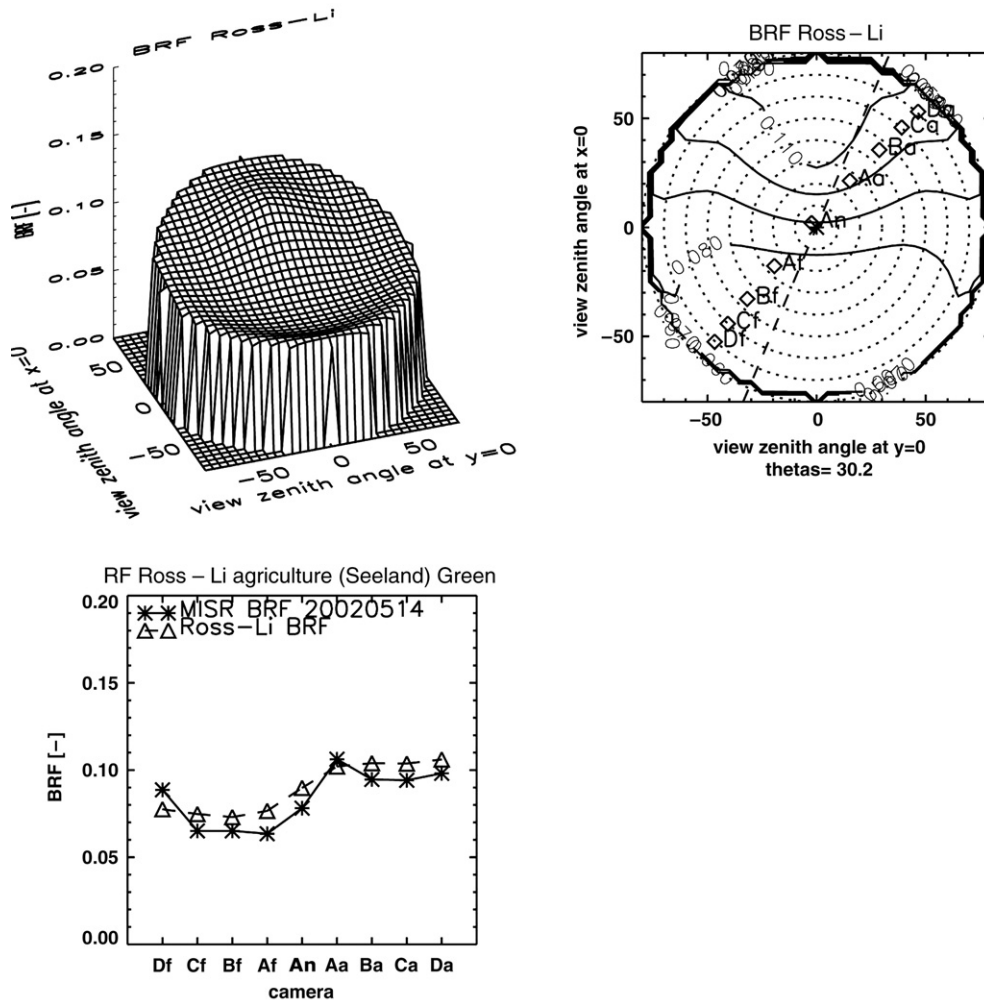 BRF Ross-Li
0.20
0.15
0.10
0.05
0.00
50
0
-50
view zenith angle at x=0
-50
0
50
view zenith angle at y=0
BRF Ross-Li
view zenith angle at x=0
50
0
-50
Da
Ca
Ba
Aa
An
Af
Bf
Cf
Df
0.110
0.080
-50
0
50
view zenith angle at y=0
thetas= 30.2
RF Ross-Li agriculture (Seeland) Green
MISR BRF 20020514
Ross-Li BRF
BRF [-]
0.20
0.15
0.10
0.05
0.00
Df Cf Bf Af An Aa Ba Ca Da
camera